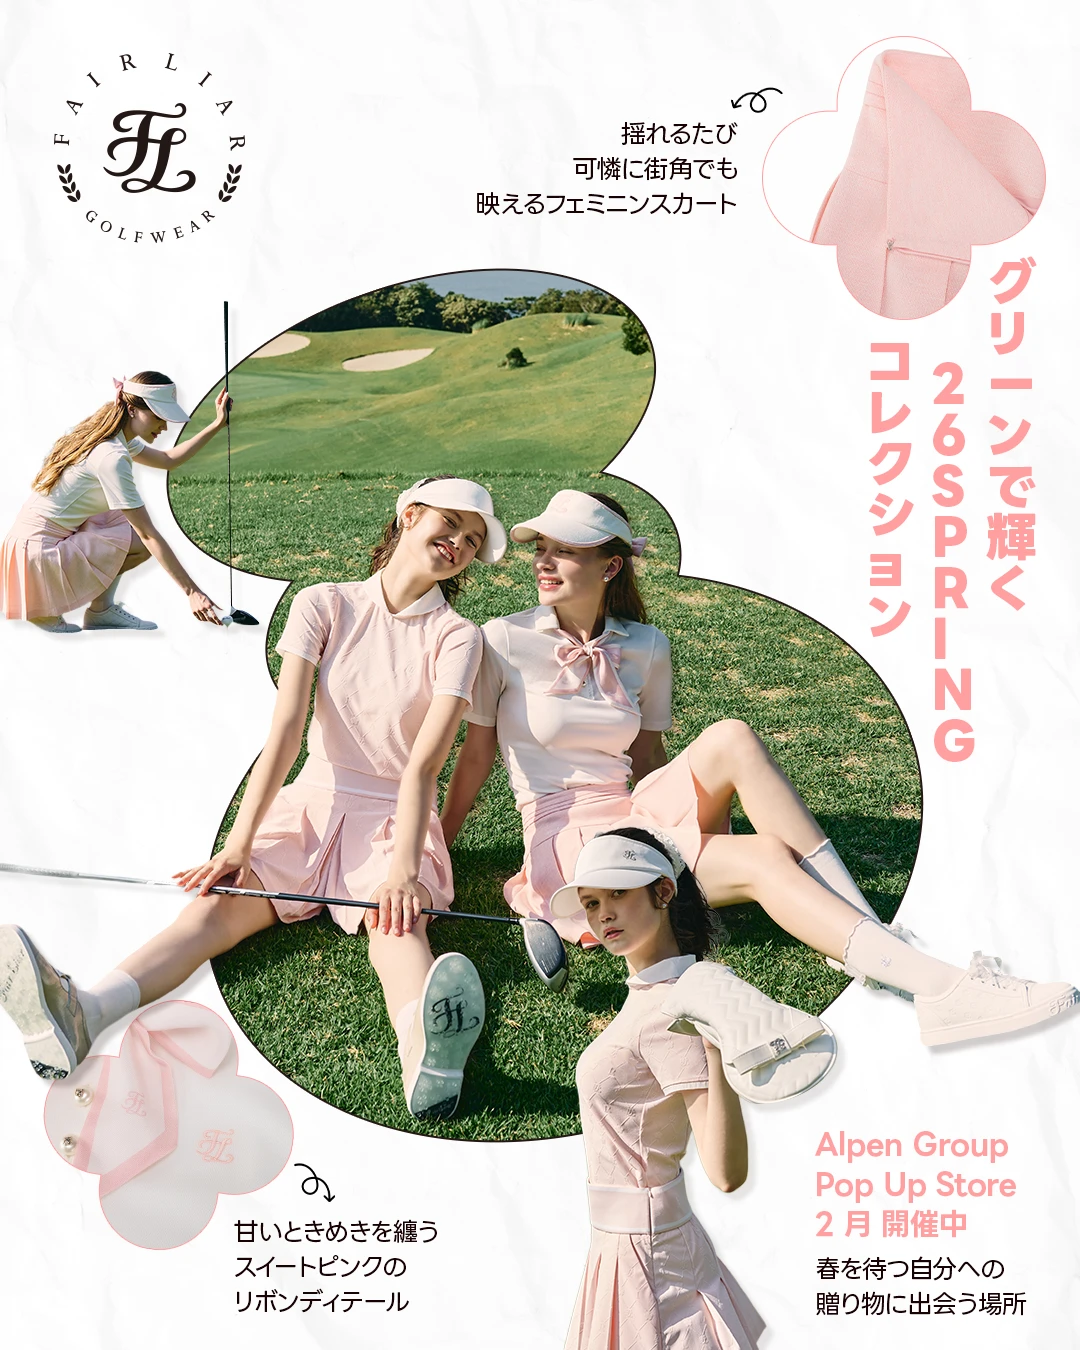 FAIRLIAR
FL
GOLFWEAR
揺れるたび
可憐に街角でも
映えるフェミニンスカート
グリーンで輝く
26SPRING
コレクション
甘いときめきを纏う
スイートピンクの
リボンディテール
Alpen Group
Pop Up Store
2月 開催中
春を待つ自分への
贈り物に出会う場所